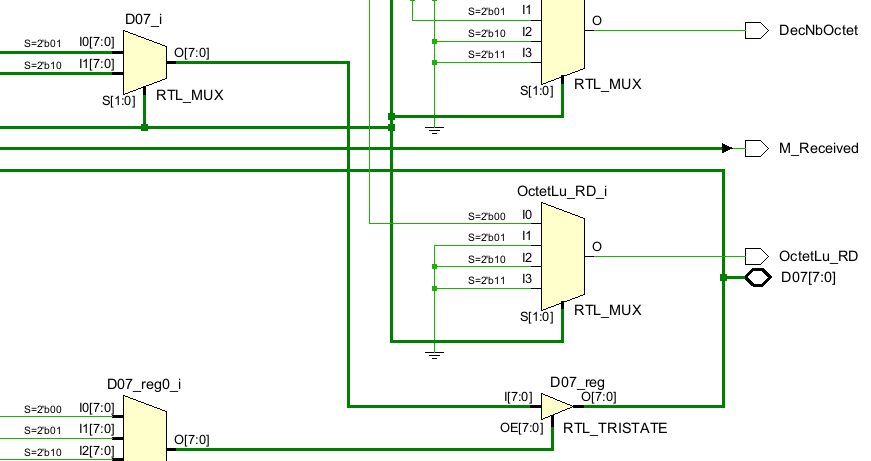 D07_i
S=2'b01 I0[7:0]
S=2'b10 I1[7:0]
O[7:0]
S[1:0]
RTL_MUX
S=2'b01 I1
S=2'b10 I2
S=2'b11 I3
O
S[1:0]
RTL_MUX
DecNbOctet
M_Received
OctetLu_RD_i
S=2'b00 I0
S=2'b01 I1
S=2'b10 I2
S=2'b11 I3
O
S[1:0]
RTL_MUX
OctetLu_RD
D07[7:0]
D07_reg0_i
S=2'b00 I0[7:0]
S=2'b01 I1[7:0]
S=2'b10 I2[7:0]
O[7:0]
D07_reg
I[7:0]
O[7:0]
OE[7:0]
RTL_TRISTATE